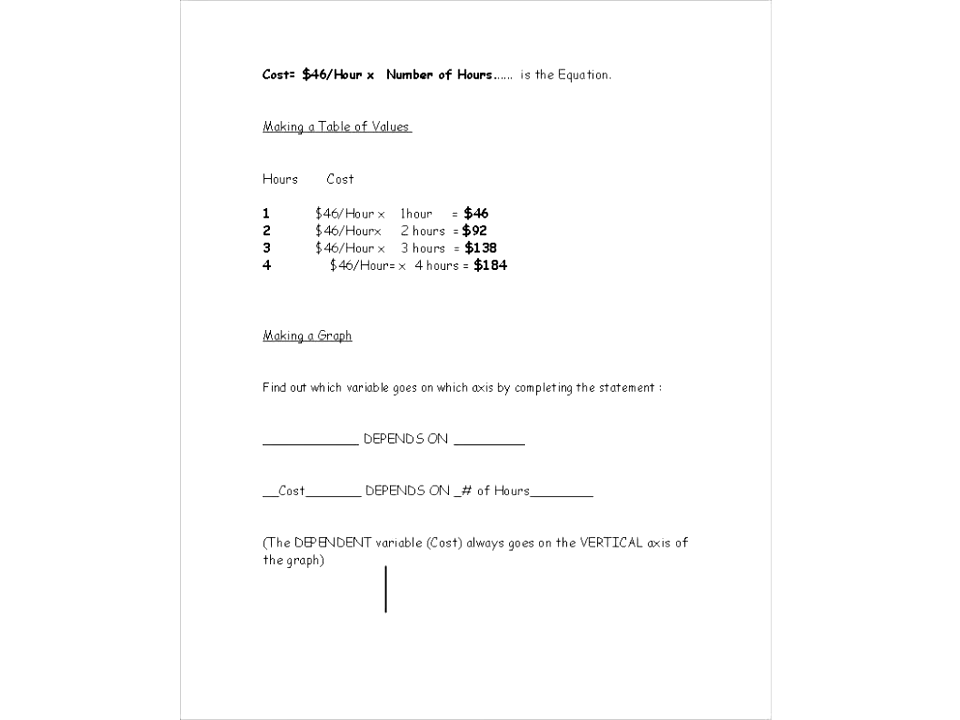 Cost= $46/Hour x Number of Hours...... is the Equation.
Making a Table of Values
Hours Cost
1 $46/Hour x 1hour = $46
2 $46/Hourx 2 hours = $92
3 $46/Hour x 3 hours = $138
4 $46/Hour= x 4 hours = $184
Making a Graph
Find out which variable goes on which axis by completing the statement :
____________ DEPENDS ON _________
__Cost_______ DEPENDS ON _# of Hours________
(The DEPENDENT variable (Cost) always goes on the VERTICAL axis of
the graph)